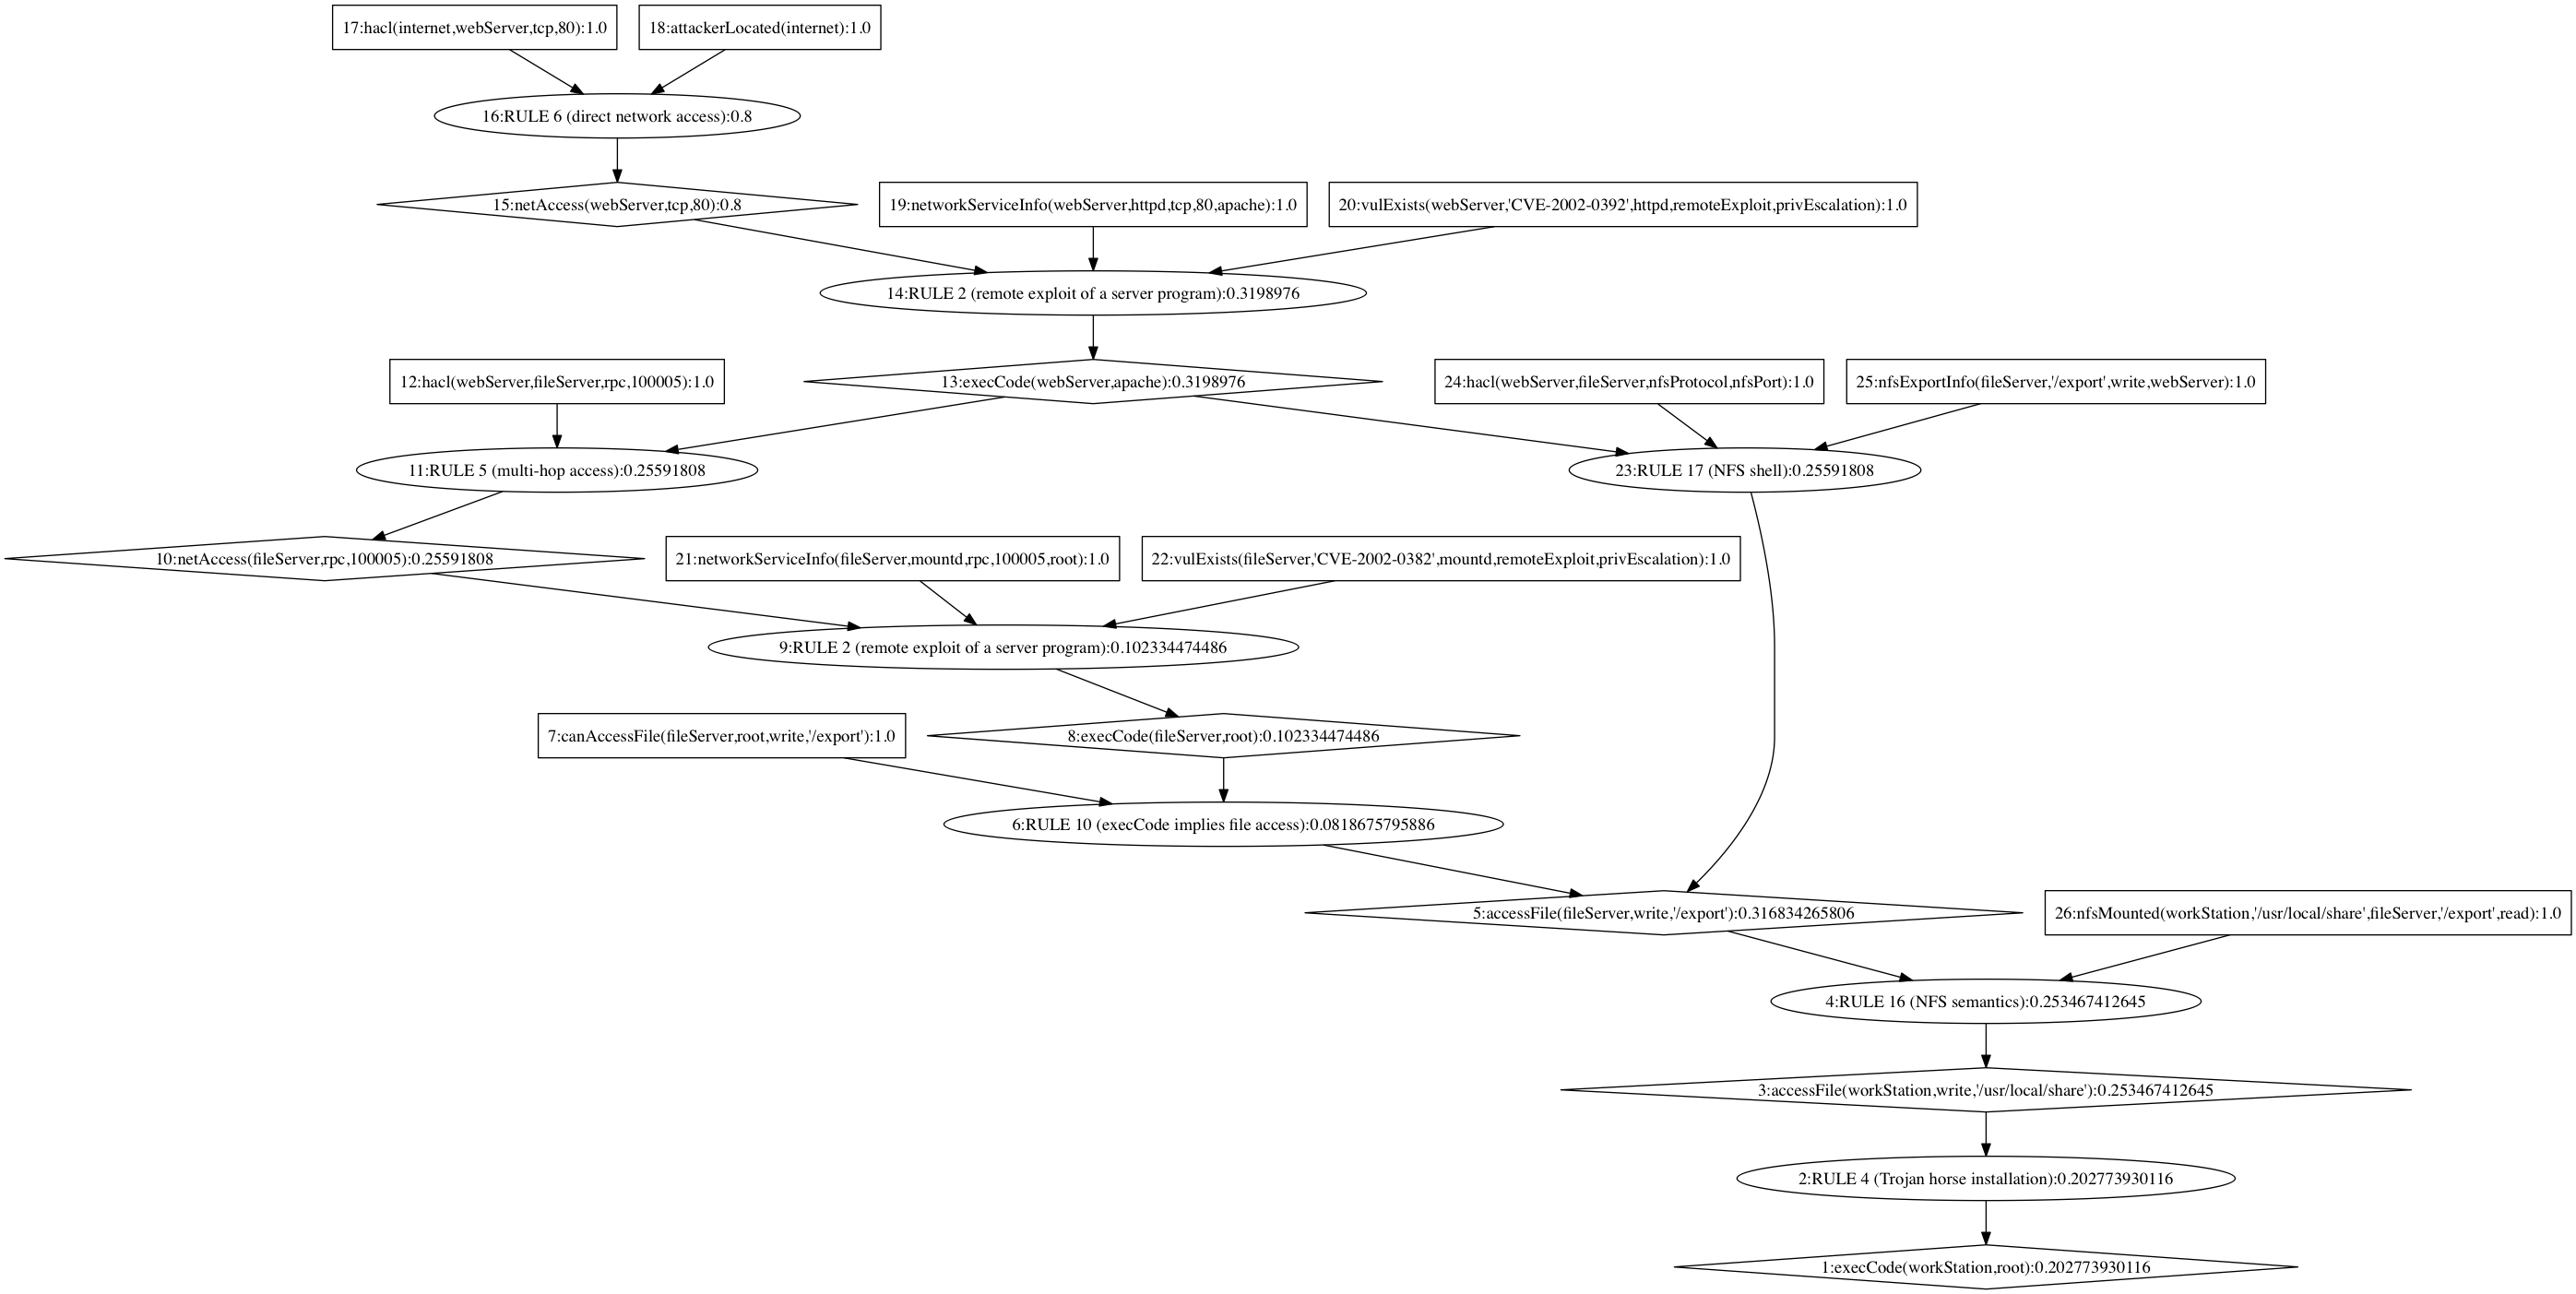 17:hacl(internet,webServer,tcp,80):1.0
18:attackerLocated(internet):1.0
16:RULE 6 (direct network access):0.8
15:netAccess(webServer,tcp,80):0.8
19:networkServiceInfo(webServer,httpd,tcp,80,apache):1.0
20:vulExists(webServer,'CVE-2002-0392',httpd,remoteExploit,privEscalation):1.0
14:RULE 2 (remote exploit of a server program):0.3198976
12:hacl(webServer,fileServer,rpc,100005):1.0
13:execCode(webServer,apache):0.3198976
24:hacl(webServer,fileServer,nfsProtocol,nfsPort):1.0
25:nfsExportInfo(fileServer,'/export',write,webServer):1.0
11:RULE 5 (multi-hop access):0.25591808
23:RULE 17 (NFS shell):0.25591808
10:netAccess(fileServer,rpc,100005):0.25591808
21:networkServiceInfo(fileServer,mountd,rpc,100005,root):1.0
22:vulExists(fileServer,'CVE-2002-0382',mountd,remoteExploit,privEscalation):1.0
9:RULE 2 (remote exploit of a server program):0.102334474486
7:canAccessFile(fileServer,root,write,'/export'):1.0
8:execCode(fileServer,root):0.102334474486
6:RULE 10 (execCode implies file access):0.0818675795886
5:accessFile(fileServer,write,'/export'):0.316834265806
26:nfsMounted(workStation,'/usr/local/share',fileServer,'/export',read):1.0
4:RULE 16 (NFS semantics):0.253467412645
3:accessFile(workStation,write,'/usr/local/share'):0.253467412645
2:RULE 4 (Trojan horse installation):0.202773930116
1:execCode(workStation,root):0.202773930116